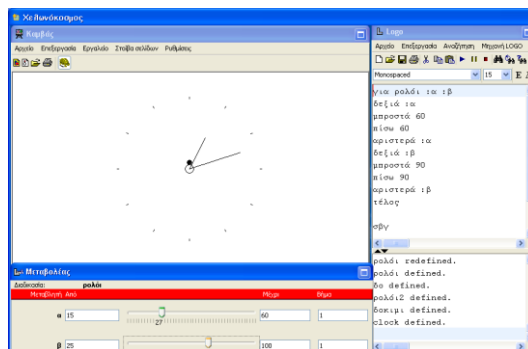 Χελωνόκοσμος
Καμβάς
Αρχείο Επεξεργασία Εργαλείο Στοίβα σελίδων Ρυθμίσεις
Logo
Αρχείο Επεξεργασία Αναζήτηση Μηχανή LOGO
Monospaced 15 E
για ρολόι :α :β
δεξιά :α
μπροστά 60
πίσω 60
αριστερά :α
δεξιά :β
μπροστά 90
πίσω 90
αριστερά :β
τέλος
σβγ
ρολόι redefined.
ρολόι defined.
δο defined.
ρολόι2 defined.
δοκιμι defined.
clock defined.
Μεταβολέας
Διαδικασία: ρολόι
Μεταβλητή Από Μέχρι Βήμα
α 15 27 60 1
β 25 100 1